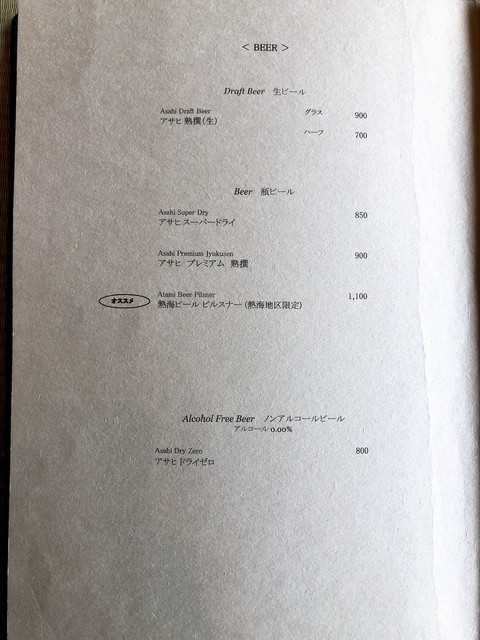 < BEER >
Draft Beer 生ビール
Asahi Draft Beer グラス 900
アサヒ 熟撰(生)
ハーフ 700
Beer 瓶ビール
Asahi Super Dry 850
アサヒ スーパードライ
Asahi Premium Jyukusen 900
アサヒ プレミアム 熟撰
オススメ Atami Beer Pilsner 1,100
熱海ビール ピルスナー (熱海地区限定)
Alcohol Free Beer ノンアルコールビール
アルコール 0.00%
Asahi Dry Zero 800
アサヒ ドライゼロ